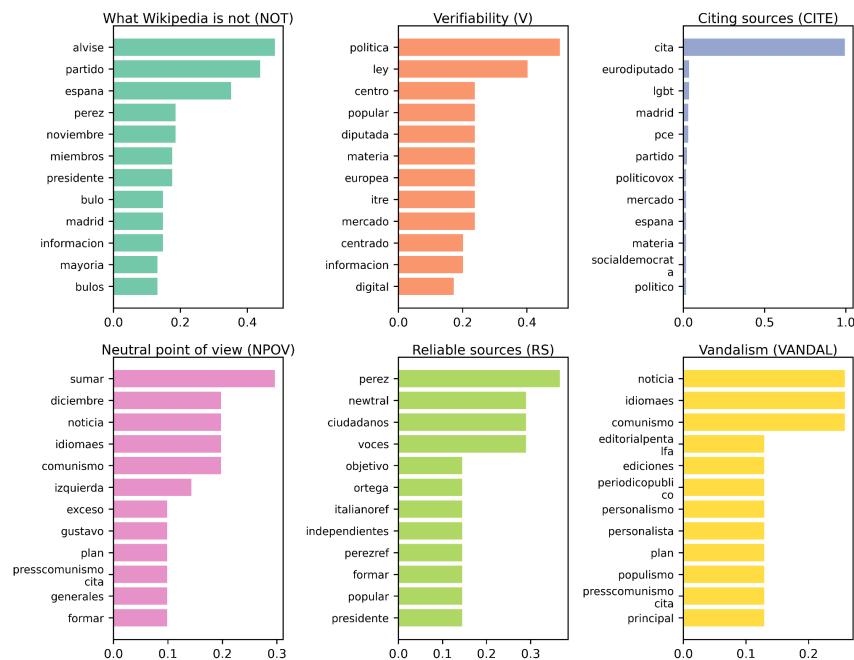 What Wikipedia is not (NOT)
alvise
partido
espana
perez
noviembre
miembros
presidente
bulo
madrid
informacion
mayoria
bulos
0.0 0.2 0.4
Verifiability (V)
politica
ley
centro
popular
diputada
materia
europea
itre
mercado
centrado
informacion
digital
0.0 0.2 0.4
Citing sources (CITE)
cita
eurodiputado
lgbt
madrid
pce
partido
politicovox
mercado
espana
materia
socialdemocrat
a
politico
0.0 0.5 1.0
Neutral point of view (NPOV)
sumar
diciembre
noticia
idiomaes
comunismo
izquierda
exceso
gustavo
plan
presscomunismo
cita
generales
formar
0.0 0.1 0.2 0.3
Reliable sources (RS)
perez
newtral
ciudadanos
voces
objetivo
ortega
italianoref
independientes
perezref
formar
popular
presidente
0.0 0.1 0.2 0.3
Vandalism (VANDAL)
noticia
idiomaes
comunismo
editorialpenta
lfa
ediciones
periodicopubli
co
personalismo
personalista
plan
populismo
presscomunismo
cita
principal
0.0 0.2